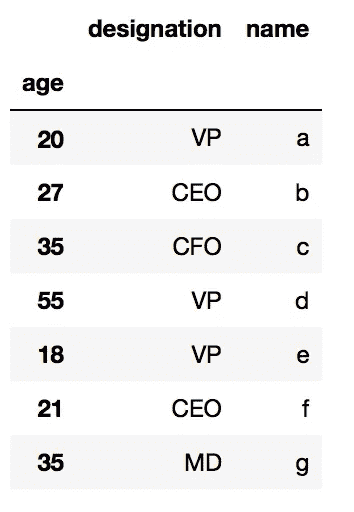 designation name
age
20 VP a
27 CEO b
35 CFO c
55 VP d
18 VP e
21 CEO f
35 MD g